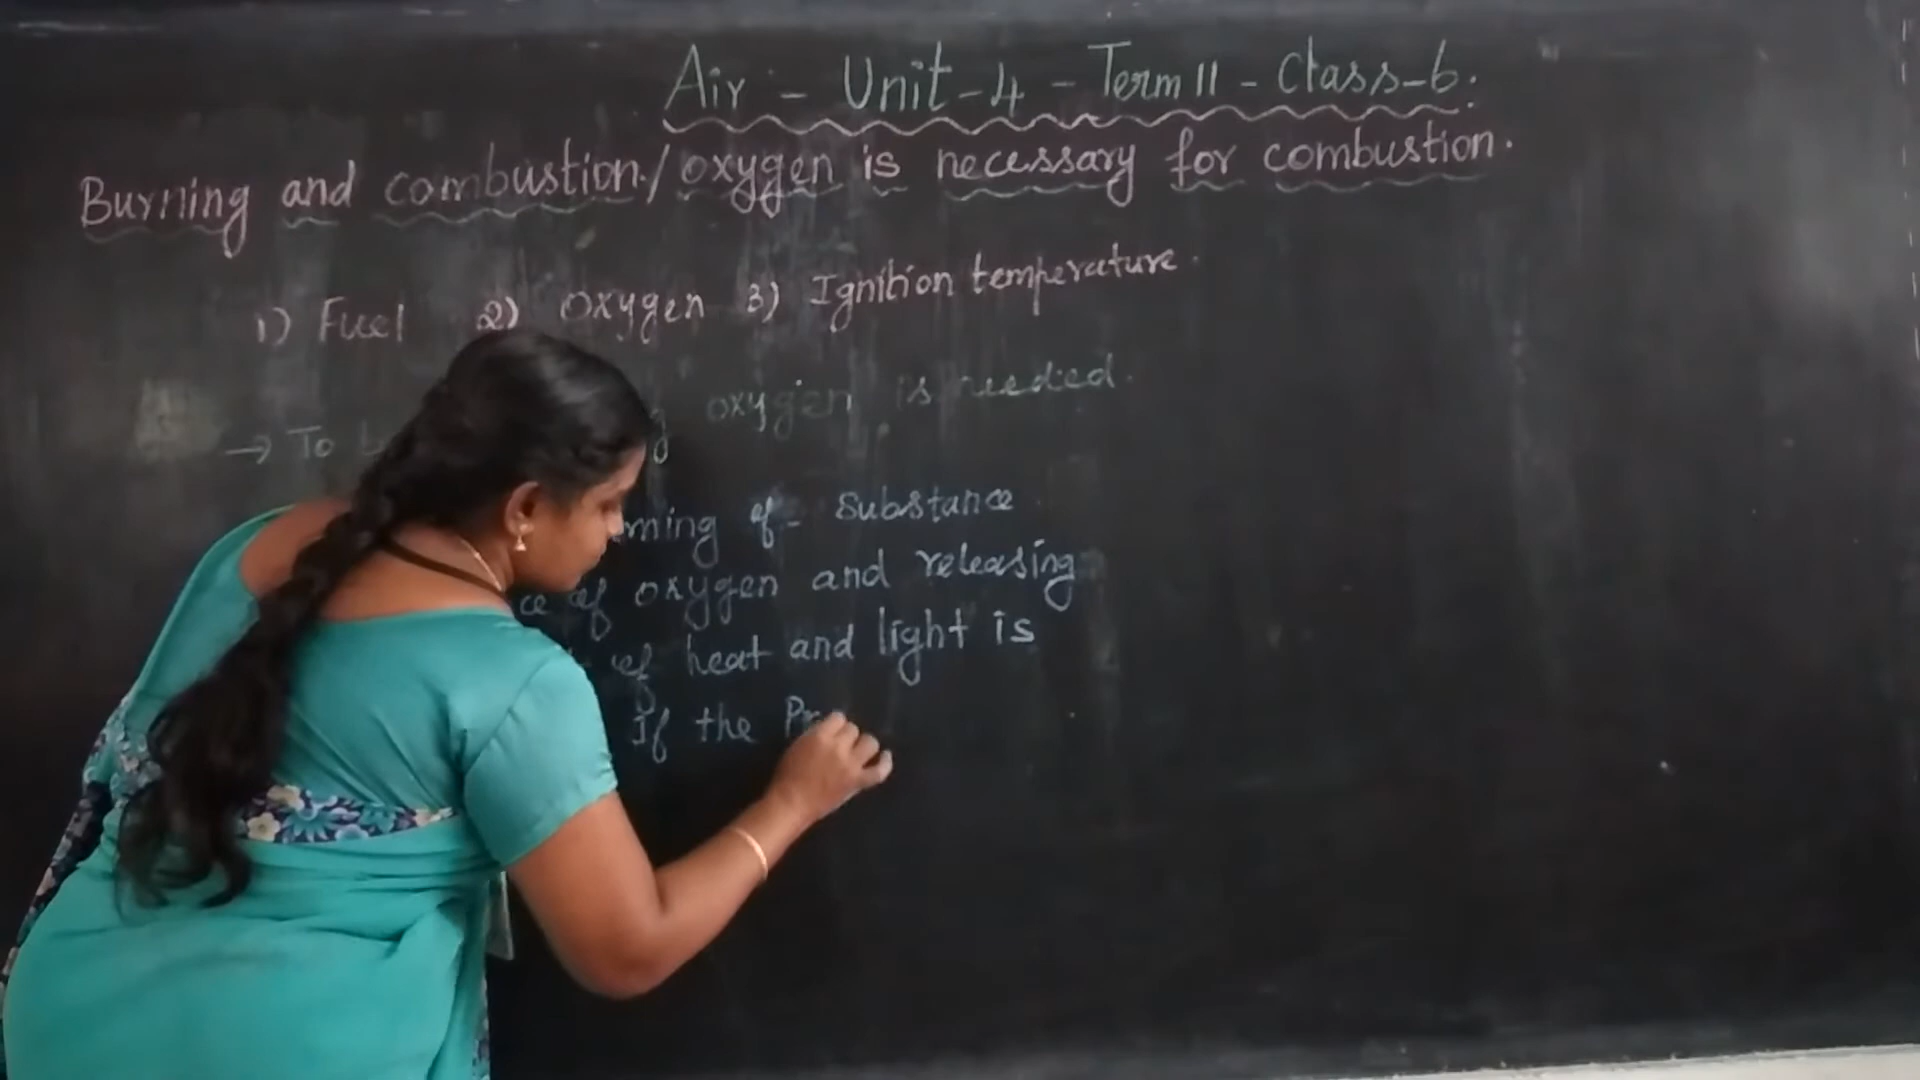 Air - Unit-4 - Term II - Class-6.
Burning and combustion./oxygen is necessary for combustion.
1) Fuel 2) Oxygen 3) Ignition temperature.
→ To oxygen is needed.
of Substance
of oxygen and releasing
of heat and light is
If the